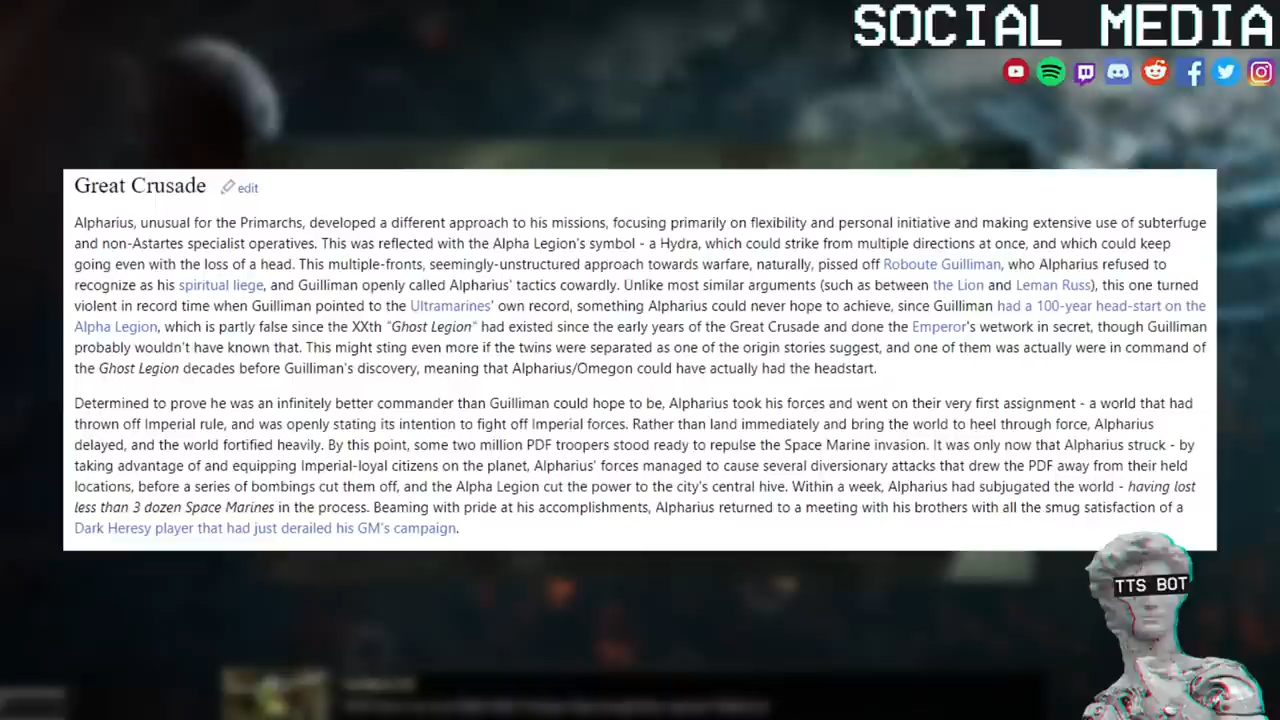 SOCIAL MEDIA
Great Crusade edit
Alpharius, unusual for the Primarchs, developed a different approach to his missions, focusing primarily on flexibility and personal initiative and making extensive use of subterfuge
and non-Astartes specialist operatives. This was reflected with the Alpha Legion's symbol - a Hydra, which could strike from multiple directions at once, and which could keep
going even with the loss of a head. This multiple-fronts, seemingly-unstructured approach towards warfare, naturally, pissed off Roboute Guilliman, who Alpharius refused to
recognize as his spiritual liege, and Guilliman openly called Alpharius' tactics cowardly. Unlike most similar arguments (such as between the Lion and Leman Russ), this one turned
violent in record time when Guilliman pointed to the Ultramarines' own record, something Alpharius could never hope to achieve, since Guilliman had a 100-year head-start on the
Alpha Legion, which is partly false since the XXth "Ghost Legion" had existed since the early years of the Great Crusade and done the Emperor's wetwork in secret, though Guilliman
probably wouldn't have known that. This might sting even more if the twins were separated as one of the origin stories suggest, and one of them was actually were in command of
the Ghost Legion decades before Guilliman's discovery, meaning that Alpharius/Omegon could have actually had the headstart.
Determined to prove he was an infinitely better commander than Guilliman could hope to be, Alpharius took his forces and went on their very first assignment - a world that had
thrown off Imperial rule, and was openly stating its intention to fight off Imperial forces. Rather than land immediately and bring the world to heel through force, Alpharius
delayed, and the world fortified heavily. By this point, some two million PDF troopers stood ready to repulse the Space Marine invasion. It was only now that Alpharius struck - by
taking advantage of and equipping Imperial-loyal citizens on the planet, Alpharius' forces managed to cause several diversionary attacks that drew the PDF away from their held
locations, before a series of bombings cut them off, and the Alpha Legion cut the power to the city's central hive. Within a week, Alpharius had subjugated the world - having lost
less than 3 dozen Space Marines in the process. Beaming with pride at his accomplishments, Alpharius returned to a meeting with his brothers with all the smug satisfaction of a
Dark Heresy player that had just derailed his GM's campaign.
TTS BOT